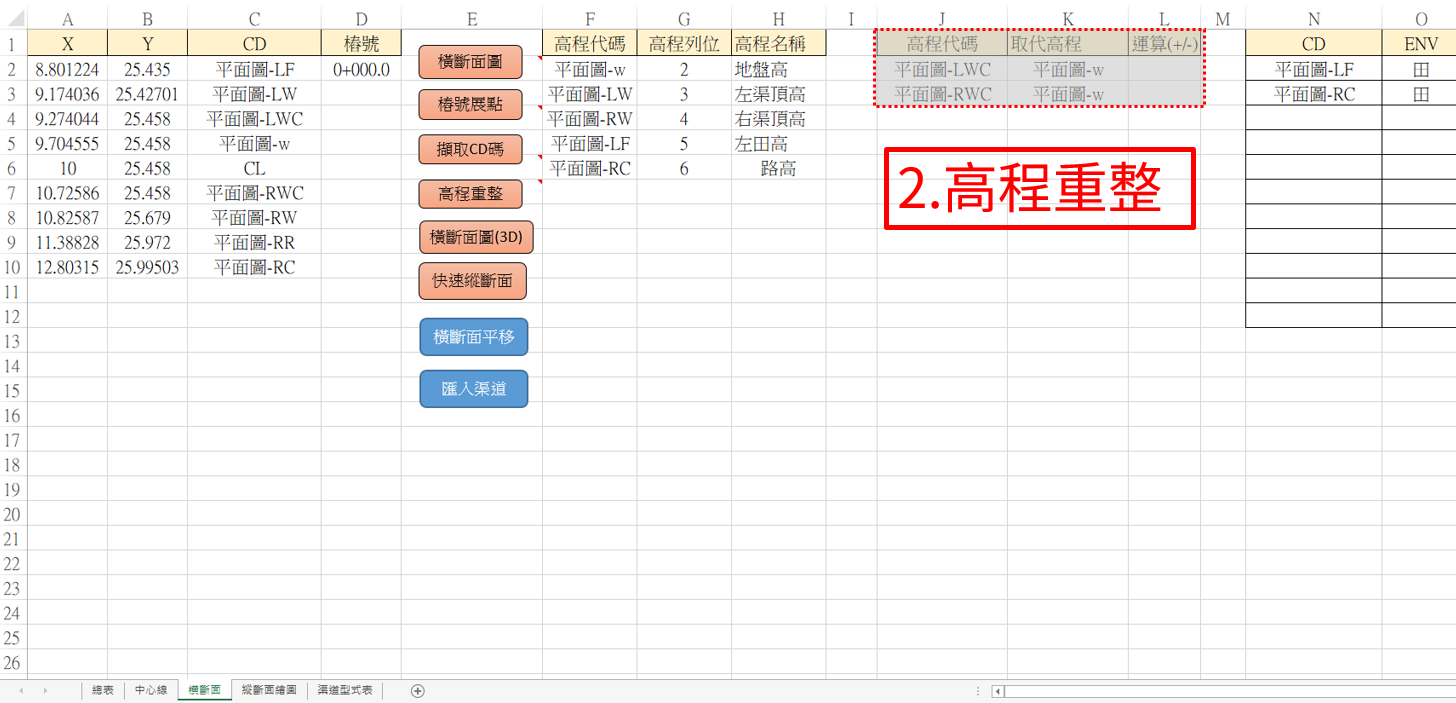 A B C D E F G H I J K L M N O
1 X Y CD 樁號 高程代碼 高程列位 高程名稱 高程代碼 取代高程 運算(+/-) CD ENV
2 8.801224 25.435 平面圖-LF 0+000.0 橫斷面圖 平面圖-w 2 地盤高 平面圖-LWC 平面圖-w 平面圖-LF 田
3 9.174036 25.42701 平面圖-LW 樁號展點 平面圖-LW 3 左渠頂高 平面圖-RWC 平面圖-w 平面圖-RC 田
4 9.274044 25.458 平面圖-LWC 平面圖-RW 4 右渠頂高
5 9.704555 25.458 平面圖-w 擷取CD碼 平面圖-LF 5 左田高
6 10 25.458 CL 平面圖-RC 6 路高
7 10.72586 25.458 平面圖-RWC 高程重整 2.高程重整
8 10.82587 25.679 平面圖-RW
9 11.38828 25.972 平面圖-RR 橫斷面圖(3D)
10 12.80315 25.99503 平面圖-RC
11 快速縱斷面
12
13 橫斷面平移
14
15 匯入渠道
16
17
18
19
20
21
22
23
24
25
26
總表 中心線 橫斷面 縱斷面繪圖 渠道型式表